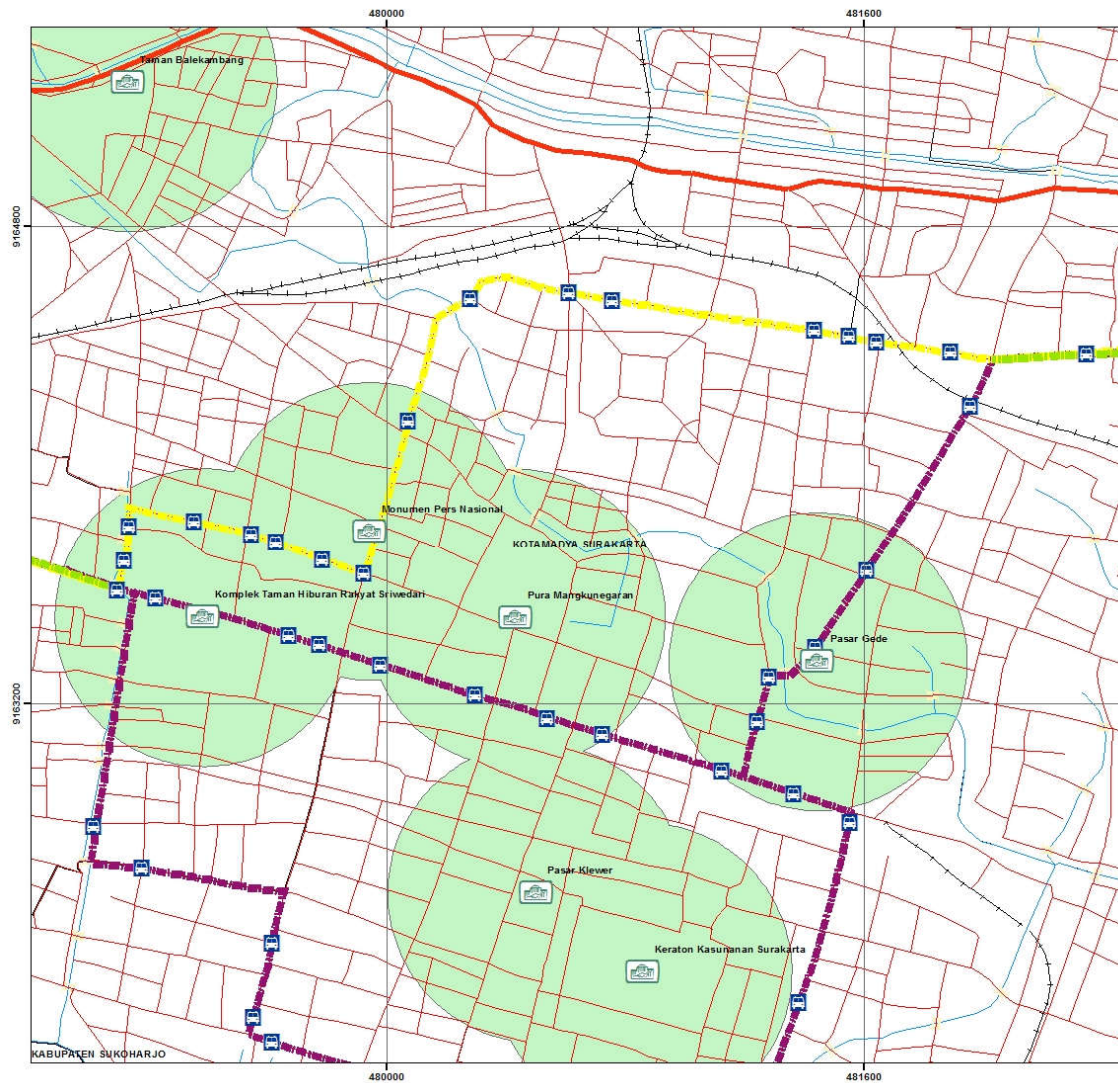 480000
481600
Taman Balekambang
9164800
Monumen Pers Nasional
KOTAMADYA SURAKARTA
Komplek Taman Hiburan Rakyat Sriwedari
Pura Mangkunegaran
Pasar Gede
9163200
Pasar Klewer
Keraton Kasunanan Surakarta
KABUPATEN SUKOHARJO
480000
481600